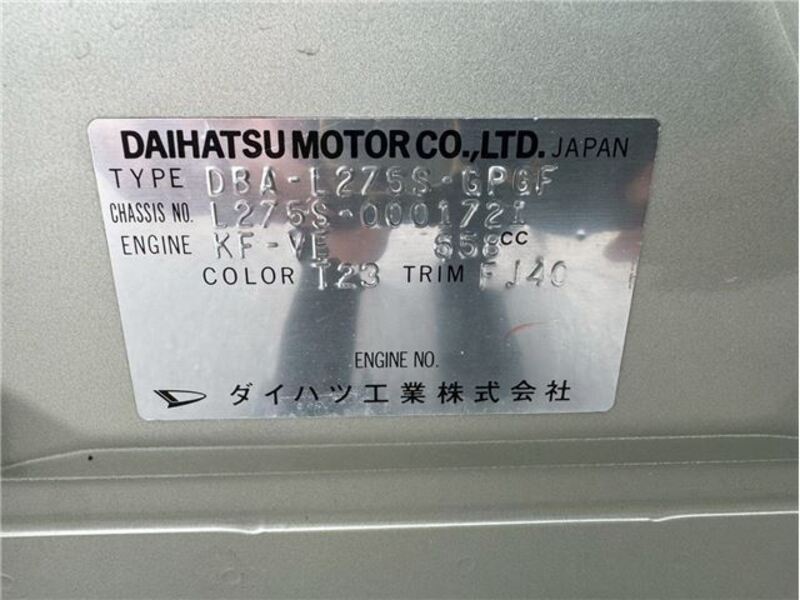 DAIHATSU MOTOR CO.,LTD. JAPAN
TYPE DBA-L275S-GPGF
CHASSIS NO. L275S-0001721
ENGINE KF-VE 658CC
COLOR T23 TRIM FJ40
ENGINE NO.
ダイハツ工業株式会社